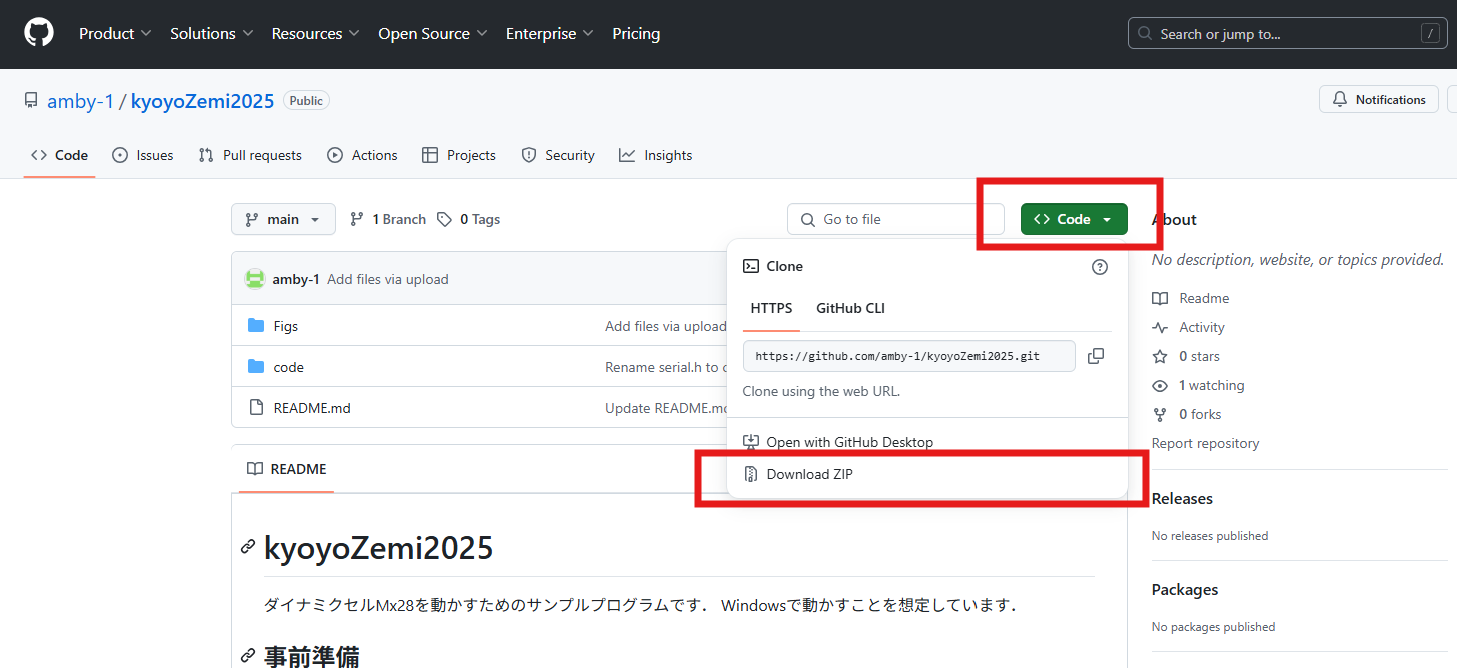 Product Solutions Resources Open Source Enterprise Pricing Search or jump to... /
amby-1 / kyoyoZemi2025 Public Notifications
Code Issues Pull requests Actions Projects Security Insights
main 1 Branch 0 Tags Go to file Code
amby-1 Add files via upload
Figs Add files via upload
code Rename serial.h to
README.md Update README.m
Clone
HTTPS GitHub CLI
https://github.com/amby-1/kyoyoZemi2025.git
Clone using the web URL.
Open with GitHub Desktop
Download ZIP
README
kyoyoZemi2025
ダイナミクセルMx28を動かすためのサンプルプログラムです． Windowsで動かすことを想定しています．
事前準備
About
No description, website, or topics provided.
Readme
Activity
0 stars
1 watching
0 forks
Report repository
Releases
No releases published
Packages
No packages published